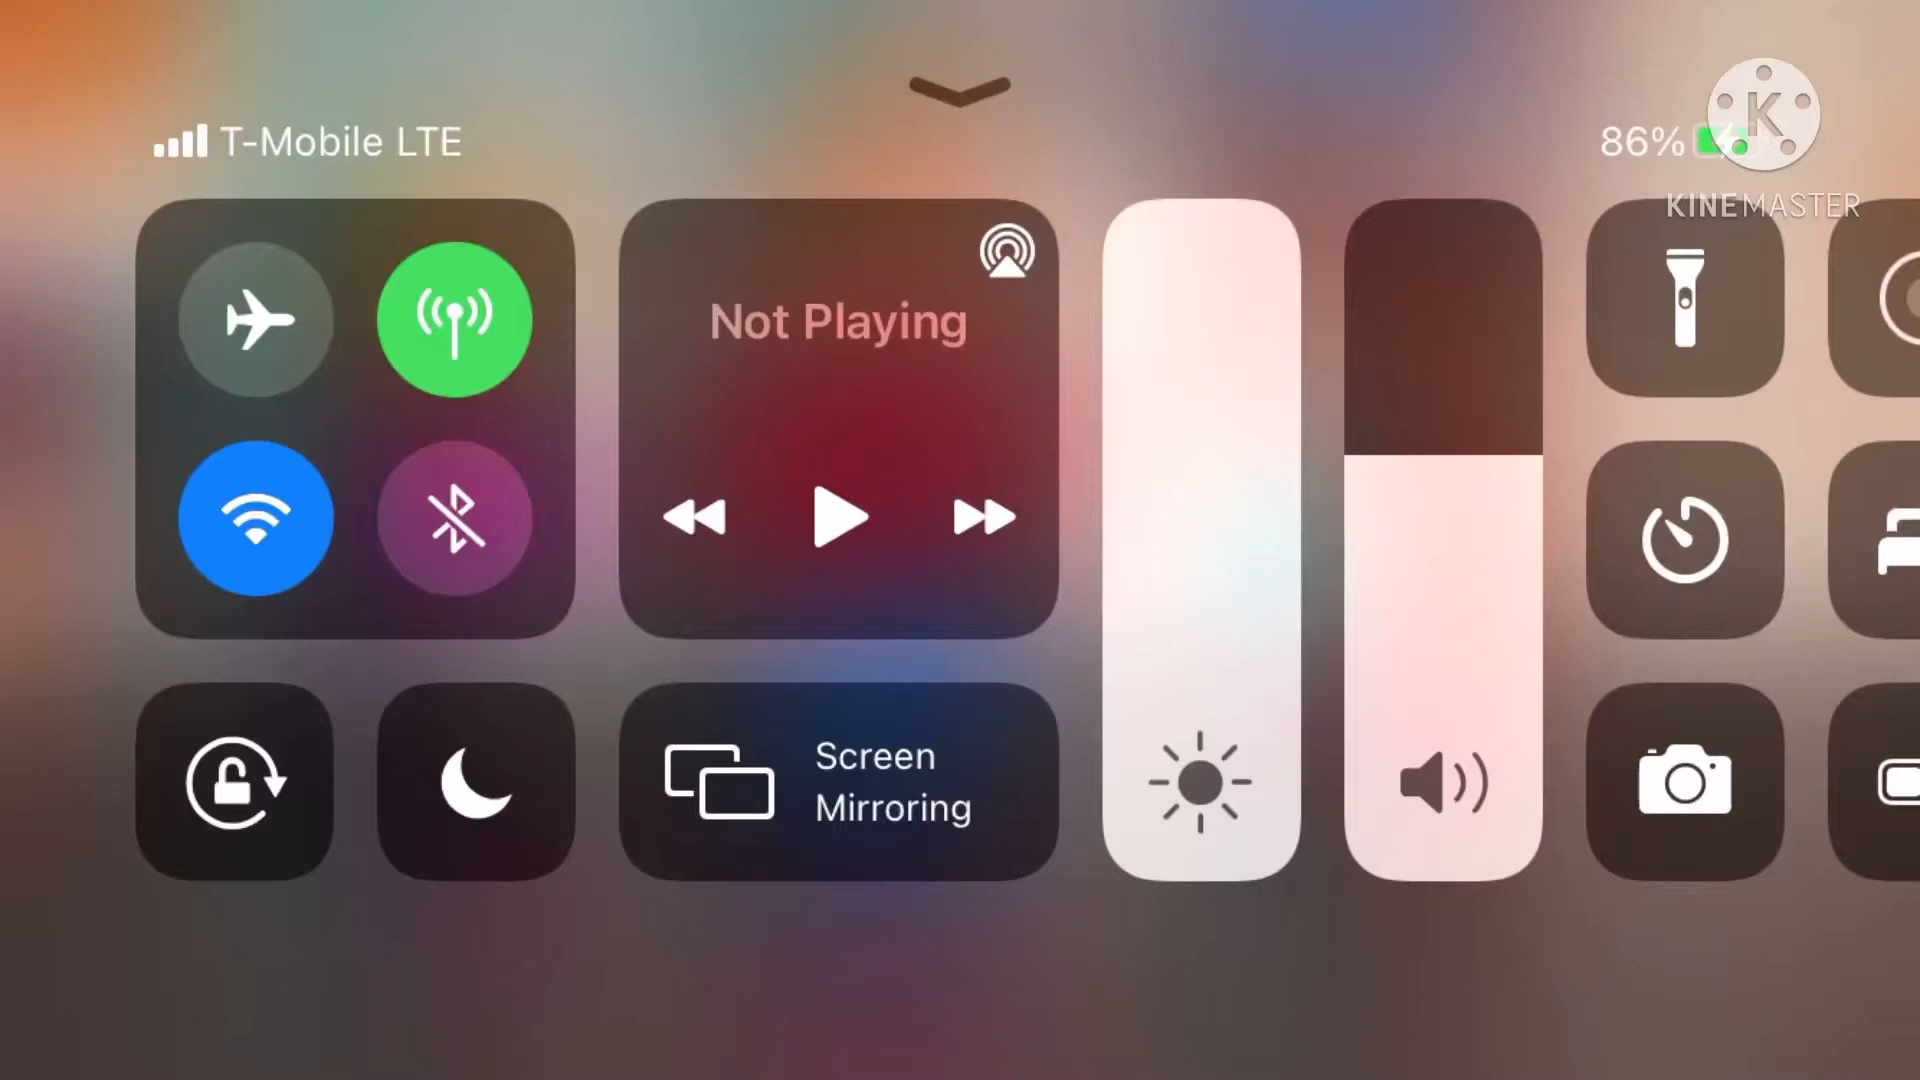 T-Mobile LTE
86%
K
KINEMASTER
Not Playing
Screen
Mirroring